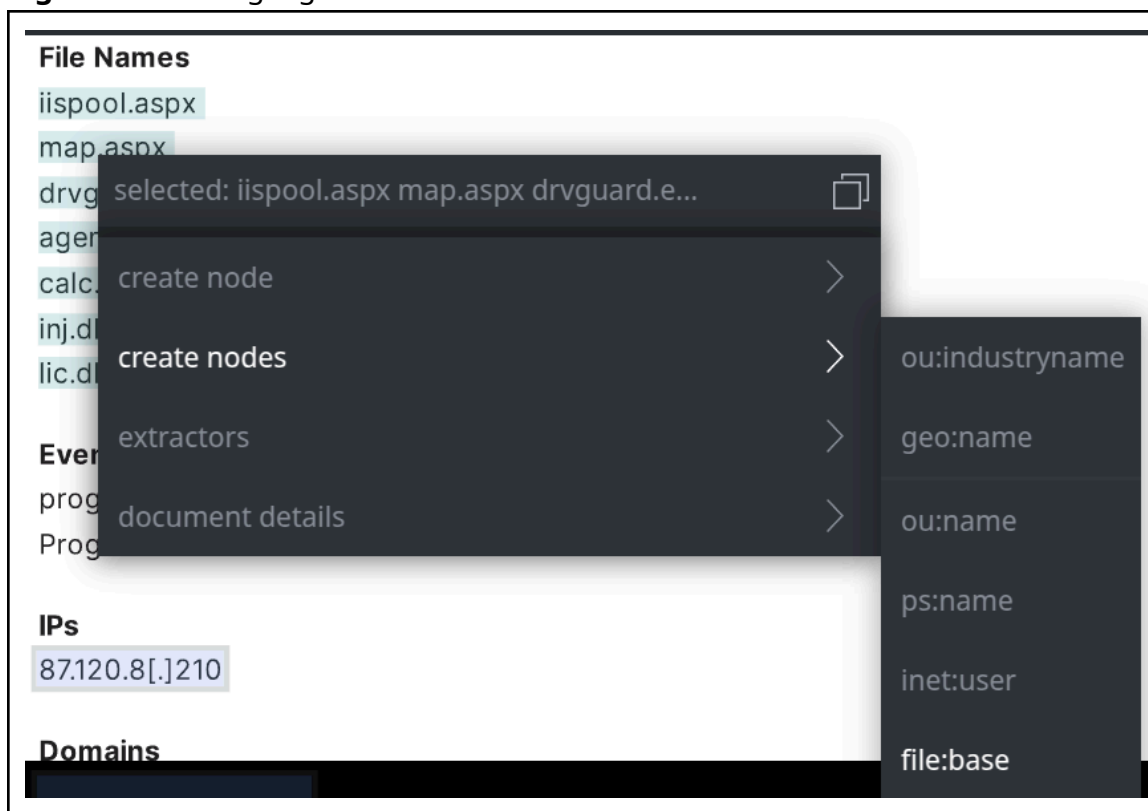 File Names
iispool.aspx
map.aspx
selected: iispool.aspx map.aspx drvguard.e...
create node
create nodes
extractors
document details
ou:industryname
geo:name
ou:name
ps:name
inet:user
file:base
drvg
agen
calc.
inj.dl
lic.dl
Even
prog
Prog
IPs
87.120.8[.]210
Domains